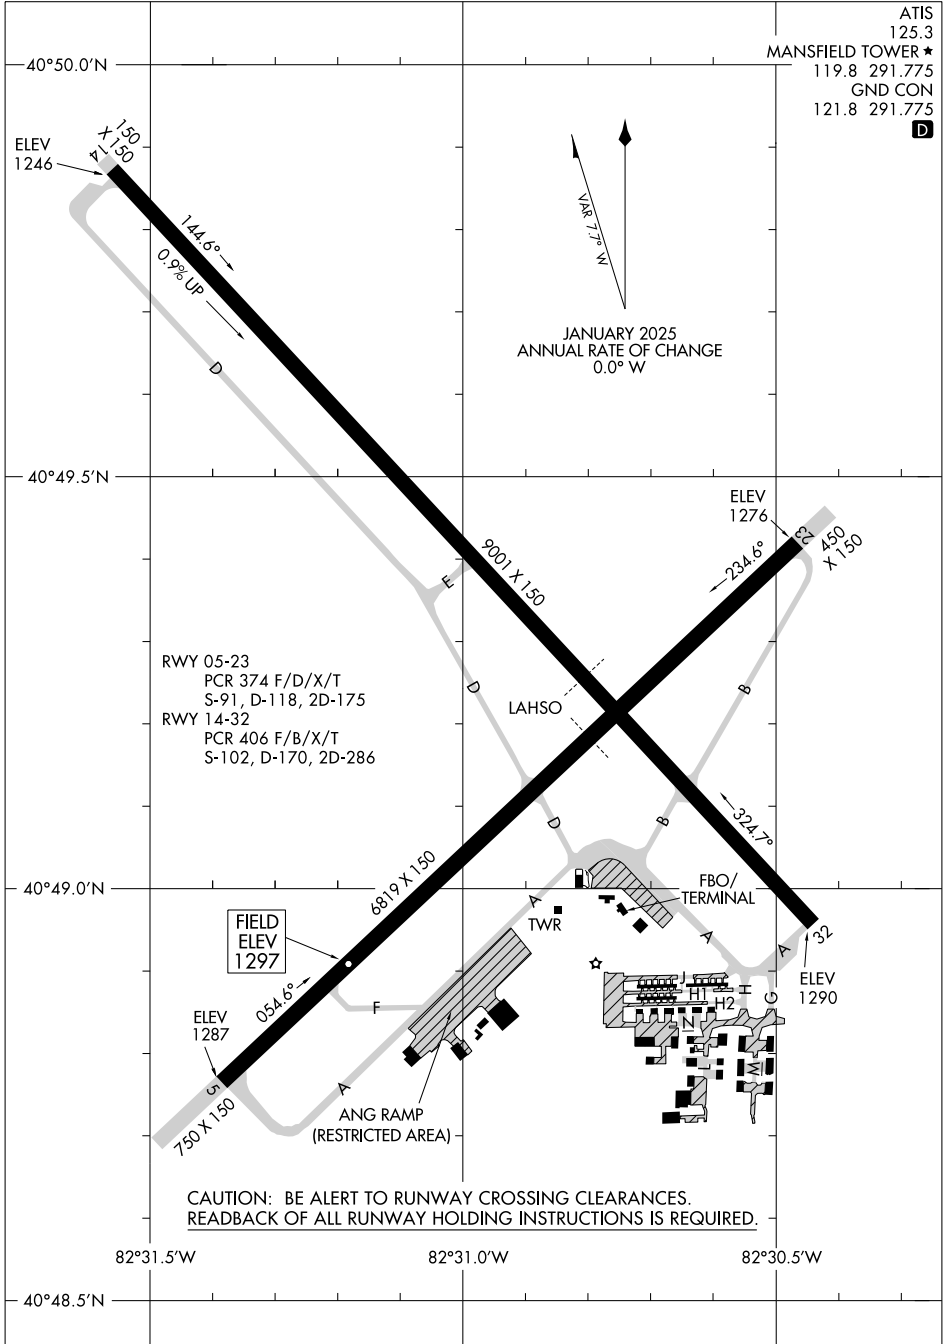 ATIS
125.3
MANSFIELD TOWER ★
119.8 291.775
GND CON
121.8 291.775
D
40°50.0'N
150
X 150
14
ELEV
1246
144.6°
0.9% UP
VAR 7.7° W
JANUARY 2025
ANNUAL RATE OF CHANGE
0.0° W
D
40°49.5'N
ELEV
1276
23
450
X 150
234.6°
9001 X 150
E
RWY 05-23
PCR 374 F/D/X/T
S-91, D-118, 2D-175
RWY 14-32
PCR 406 F/B/X/T
S-102, D-170, 2D-286
D
LAHSO
B
D
B
324.7°
40°49.0'N
6819 X 150
A
TWR
FBO/
TERMINAL
A
A
32
FIELD
ELEV
1297
ELEV
1290
054.6°
F
J
H1
H
H2
G
N
L
M
ELEV
1287
5
750 X 150
A
ANG RAMP
(RESTRICTED AREA)
CAUTION: BE ALERT TO RUNWAY CROSSING CLEARANCES.
READBACK OF ALL RUNWAY HOLDING INSTRUCTIONS IS REQUIRED.
82°31.5'W
82°31.0'W
82°30.5'W
40°48.5'N